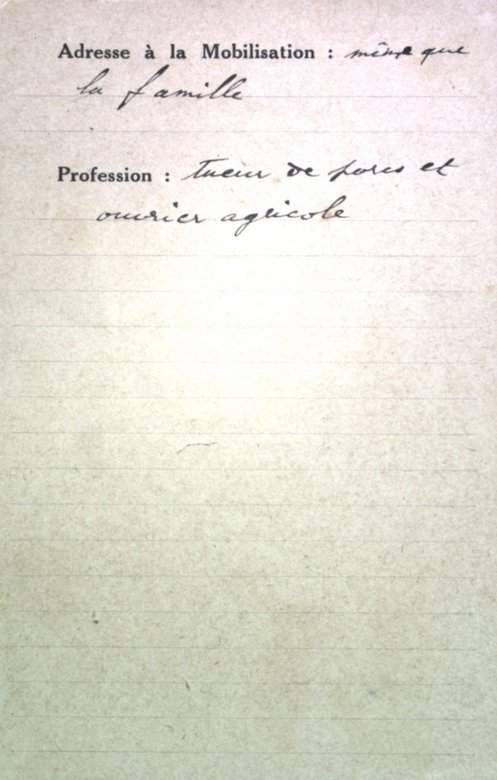 Adresse à la Mobilisation : même que
la famille
Profession : tueur de porcs et
ouvrier agricole